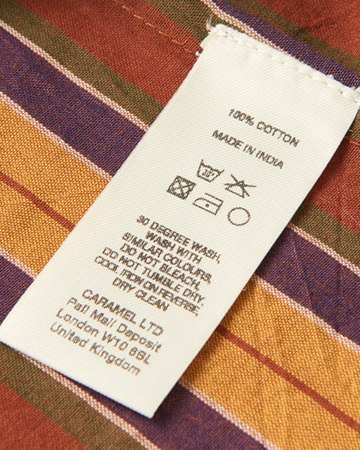 100% COTTON
MADE IN INDIA
30 DEGREE WASH,
WASH WITH
SIMILAR COLOURS,
DO NOT BLEACH,
DO NOT TUMBLE DRY,
COOL IRON ON REVERSE,
DRY CLEAN
CARAMEL LTD
Pall Mall Deposit
London W10 6BL
United Kingdom